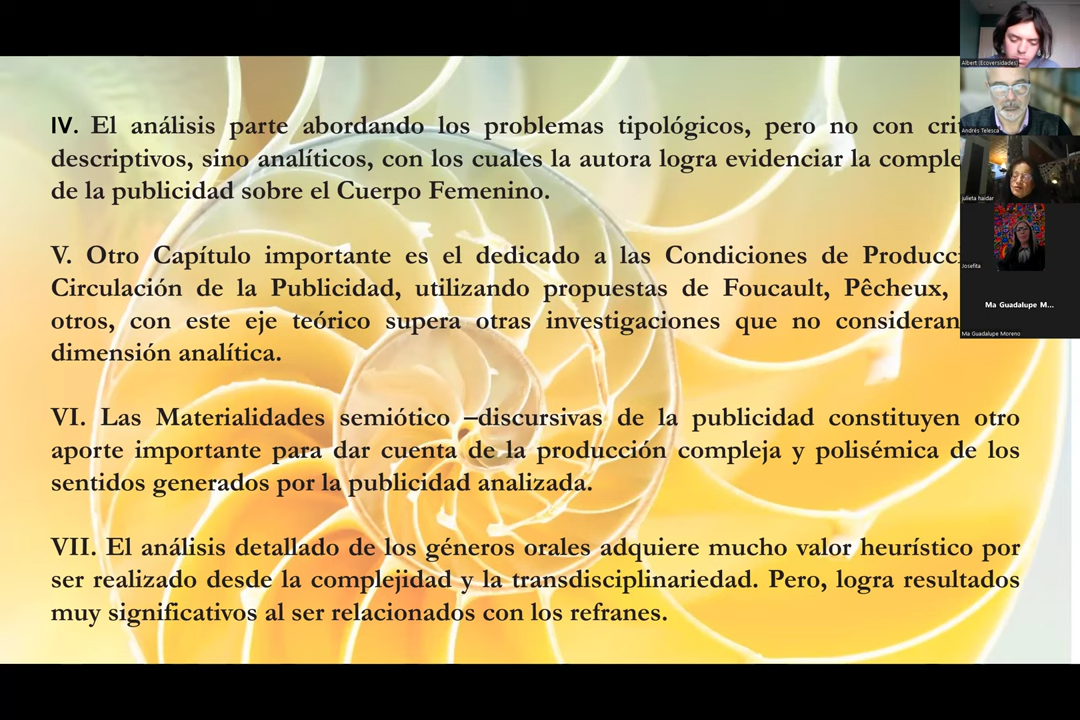 IV. El análisis parte abordando los problemas tipológicos, pero no con
descriptivos, sino analíticos, con los cuales la autora logra evidenciar la
de la publicidad sobre el Cuerpo Femenino.
V. Otro Capítulo importante es el dedicado a las Condiciones de
Circulación de la Publicidad, utilizando propuestas de Foucault, Pêcheux,
otros, con este eje teórico supera otras investigaciones que no
dimensión analítica.
VI. Las Materialidades semiótico –discursivas de la publicidad constituyen otro
aporte importante para dar cuenta de la producción compleja y polisémica de los
sentidos generados por la publicidad analizada.
VII. El análisis detallado de los géneros orales adquiere mucho valor heurístico por
ser realizado desde la complejidad y la transdisciplinariedad. Pero, logra resultados
muy significativos al ser relacionados con los refranes.
Albert (Ecoversidades)
Andrés Telesca
julieta haidar
Josefita
Ma Guadalupe M...
Ma Guadalupe Moreno